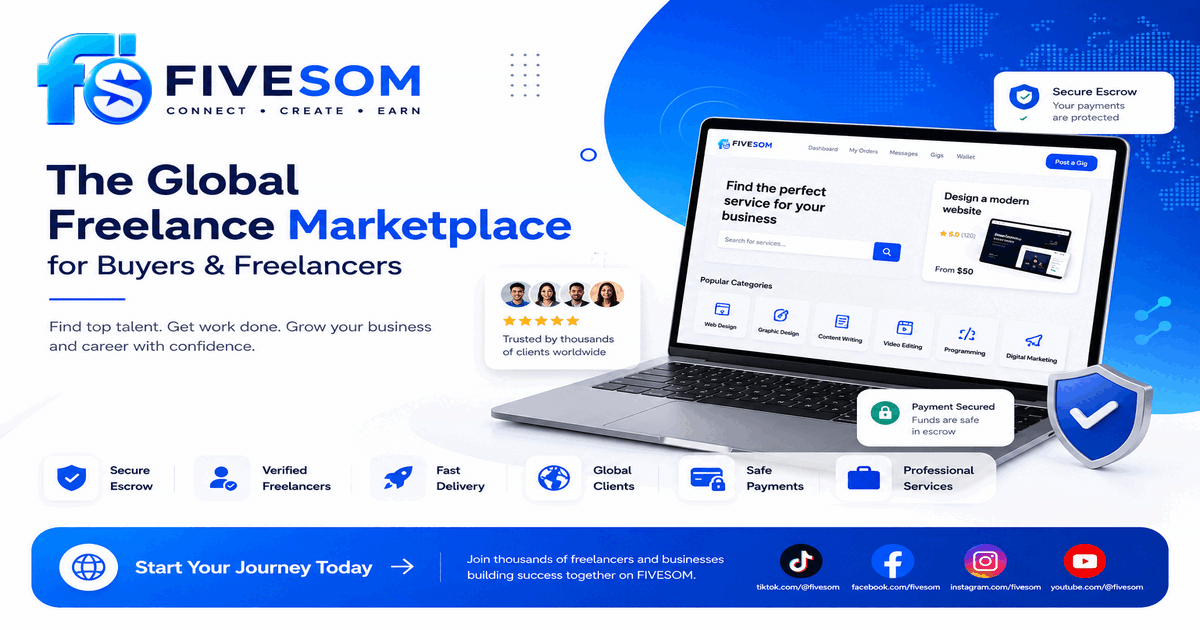 fs FIVESOM
CONNECT • CREATE • EARN
The Global
Freelance Marketplace
for Buyers & Freelancers
Find top talent. Get work done. Grow your business
and career with confidence.
Trusted by thousands
of clients worldwide
Secure Escrow
Your payments
are protected
FIVESOM
Dashboard
My Orders
Messages
Gigs
Wallet
Post a Gig
Find the perfect
service for your
business
Search for services...
Design a modern
website
5.0 (120)
From $50
Popular Categories
Web Design
Graphic Design
Content Writing
Video Editing
Programming
Digital Marketing
Payment Secured
Funds are safe
in escrow
Secure
Escrow
Verified
Freelancers
Fast
Delivery
Global
Clients
Safe
Payments
Professional
Services
Start Your Journey Today
Join thousands of freelancers and businesses
building success together on FIVESOM.
tiktok.com/@fivesom
facebook.com/fivesom
instagram.com/fivesom
youtube.com/@fivesom